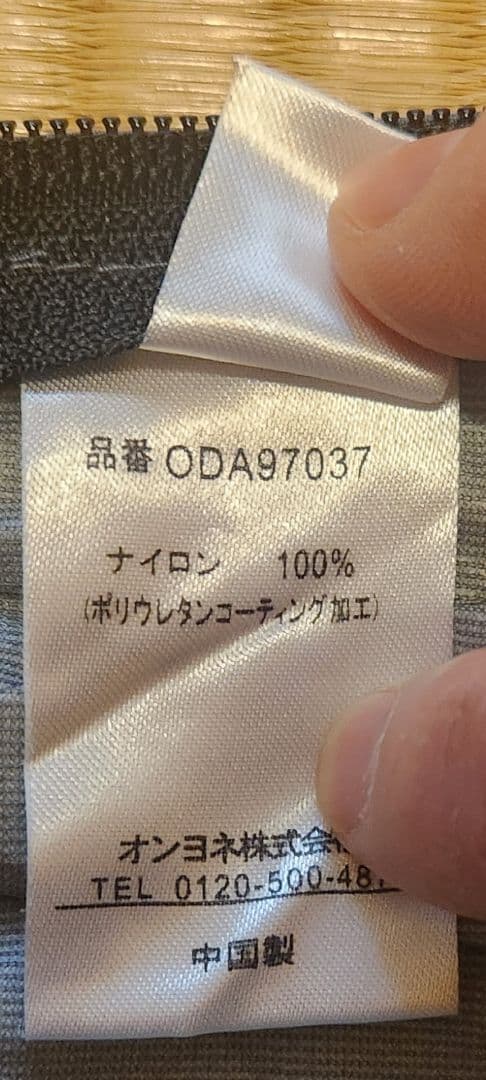 品番 ODA97037
ナイロン 100%
(ポリウレタンコーティング加工)
オンヨネ株式会
TEL 0120-500-48
中国製